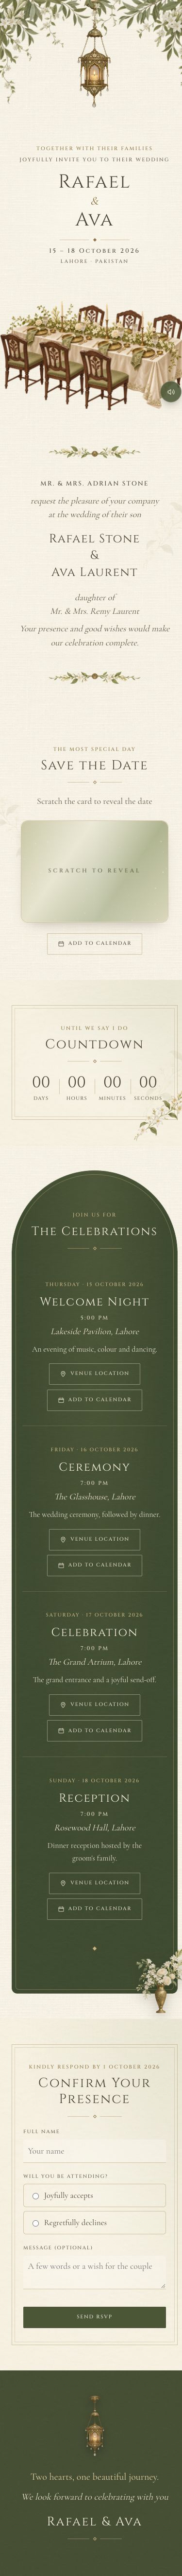 TOGETHER WITH THEIR FAMILIES
JOYFULLY INVITE YOU TO THEIR WEDDING
Rafael
&
Ava
15 – 18 October 2026
LAHORE · PAKISTAN
MR. & MRS. ADRIAN STONE
request the pleasure of your company
at the wedding of their son
Rafael Stone
&
Ava Laurent
daughter of
Mr. & Mrs. Remy Laurent
Your presence and good wishes would make
our celebration complete.
THE MOST SPECIAL DAY
Save the Date
Scratch the card to reveal the date
SCRATCH TO REVEAL
ADD TO CALENDAR
UNTIL WE SAY I DO
Countdown
00 00 00 00
DAYS HOURS MINUTES SECONDS
JOIN US FOR
The Celebrations
THURSDAY · 15 OCTOBER 2026
Welcome Night
5:00 PM
Lakeside Pavilion, Lahore
An evening of music, colour and dancing.
VENUE LOCATION
ADD TO CALENDAR
FRIDAY · 16 OCTOBER 2026
Ceremony
7:00 PM
The Glasshouse, Lahore
The wedding ceremony, followed by dinner.
VENUE LOCATION
ADD TO CALENDAR
SATURDAY · 17 OCTOBER 2026
Celebration
7:00 PM
The Grand Atrium, Lahore
The grand entrance and a joyful send-off.
VENUE LOCATION
ADD TO CALENDAR
SUNDAY · 18 OCTOBER 2026
Reception
7:00 PM
Rosewood Hall, Lahore
Dinner reception hosted by the
groom's family.
VENUE LOCATION
ADD TO CALENDAR
KINDLY RESPOND BY 1 OCTOBER 2026
Confirm Your
Presence
FULL NAME
Your name
WILL YOU BE ATTENDING?
Joyfully accepts
Regretfully declines
MESSAGE (OPTIONAL)
A few words or a wish for the couple
SEND RSVP
Two hearts, one beautiful journey.
We look forward to celebrating with you
Rafael & Ava